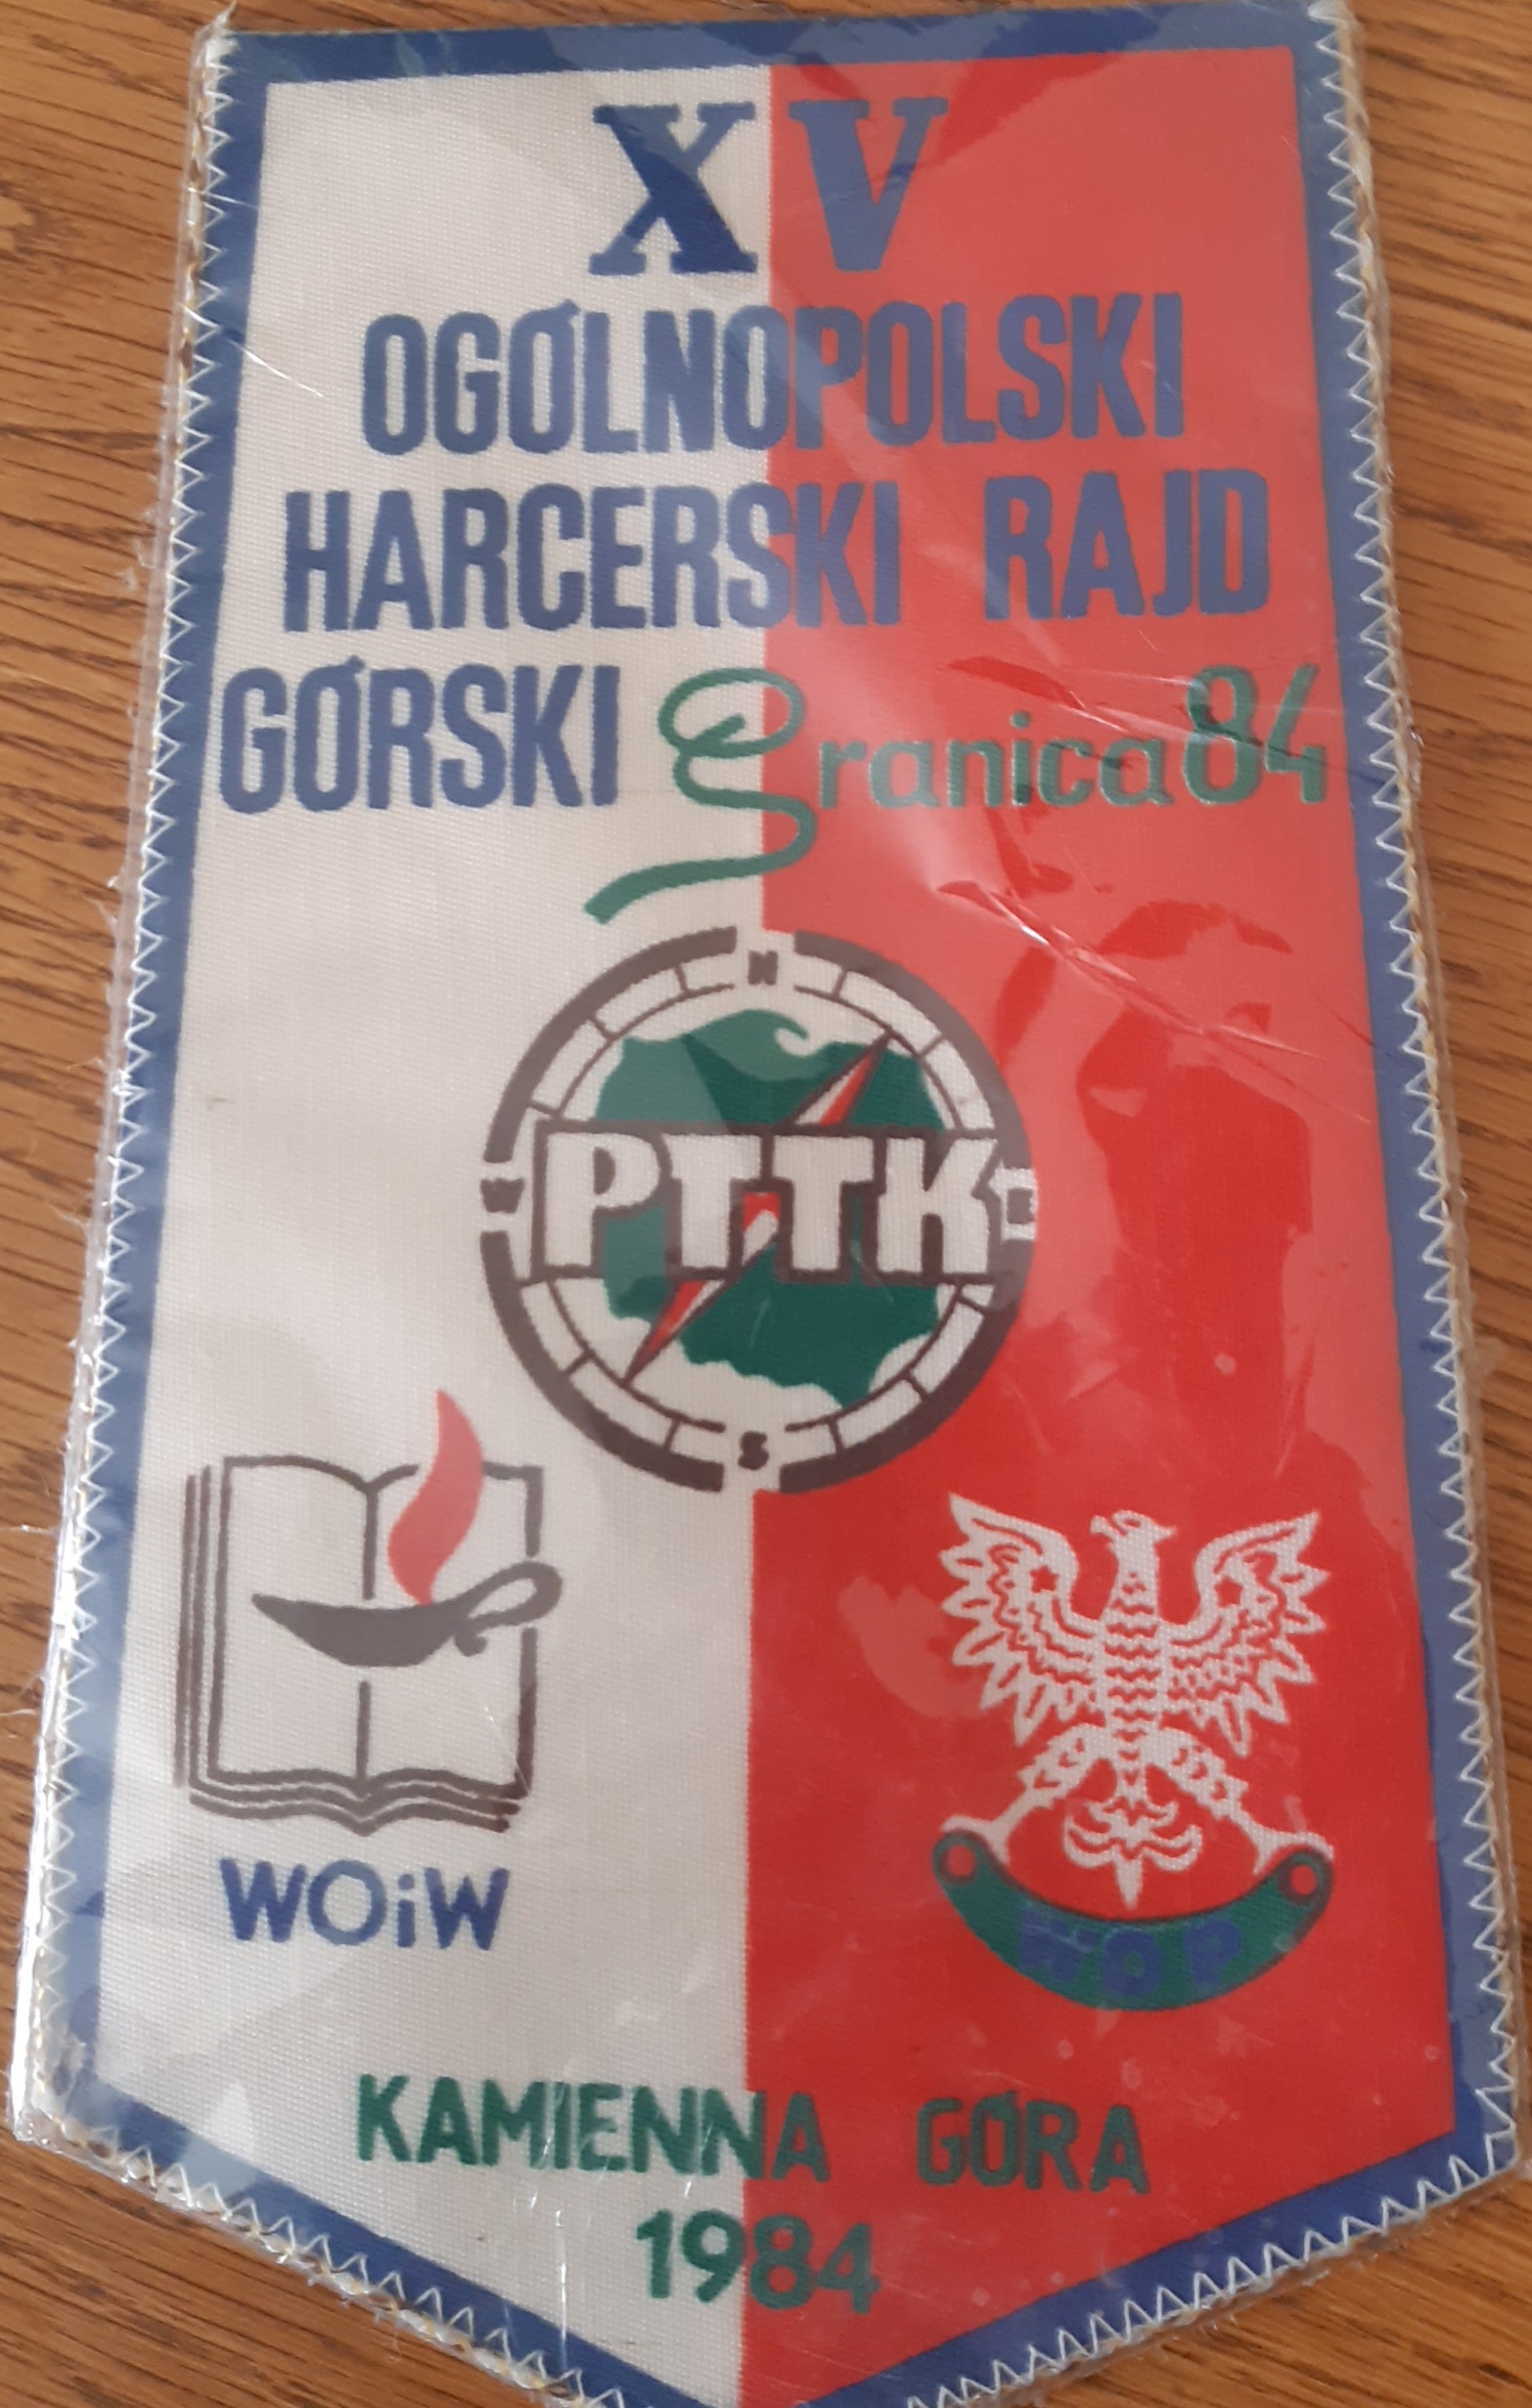 XV
OGÓLNOPOLSKI
HARCERSKI RAJD
GÓRSKI Granica 84
N
W PTTK E
S
WOiW
WOP
KAMIENNA GÓRA
1984